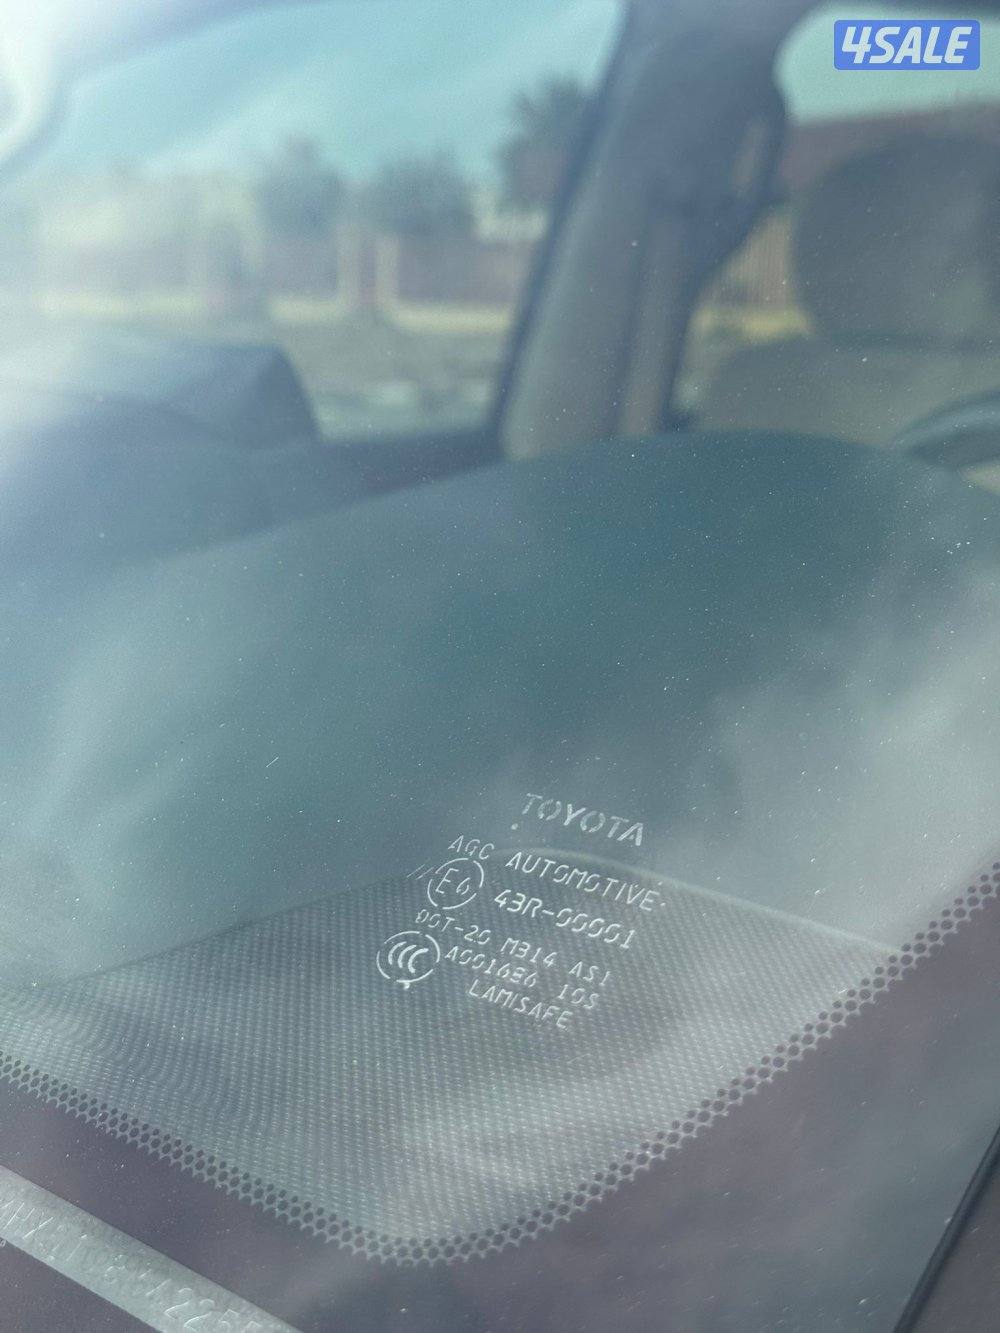 4SALE
TOYOTA
AGC AUTOMOTIVE
E6 43R-00001
DOT-20 M314 AS1
A001686 10S
LAMISAFE